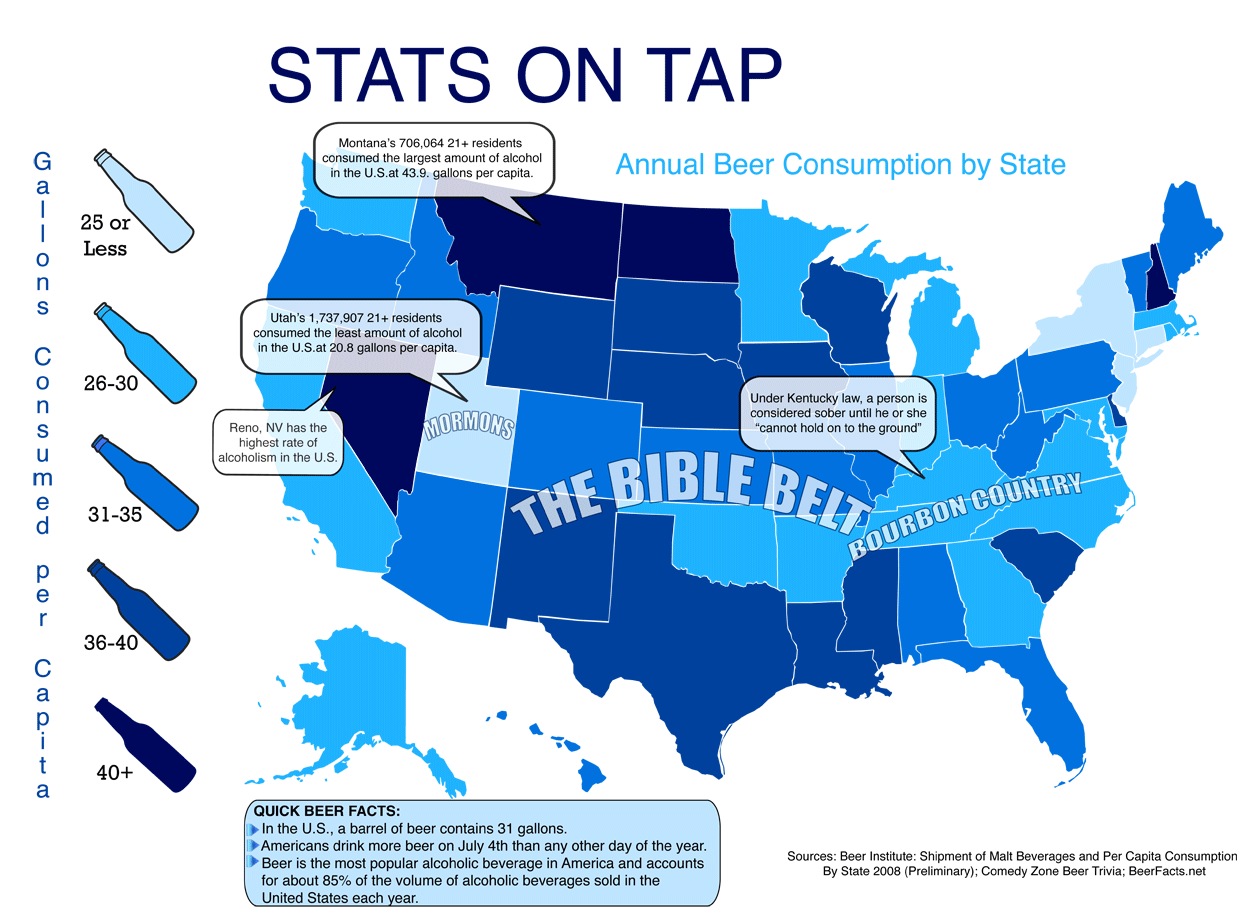 STATS ON TAP
Annual Beer Consumption by State
Gallons Consumed per Capita
25 or
Less
26-30
31-35
36-40
40+
Montana's 706,064 21+ residents
consumed the largest amount of alcohol
in the U.S.at 43.9. gallons per capita.
Utah's 1,737,907 21+ residents
consumed the least amount of alcohol
in the U.S.at 20.8 gallons per capita.
Reno, NV has the
highest rate of
alcoholism in the U.S.
Under Kentucky law, a person is
considered sober until he or she
“cannot hold on to the ground”
MORMONS
THE BIBLE BELT
BOURBON COUNTRY
QUICK BEER FACTS:
In the U.S., a barrel of beer contains 31 gallons.
Americans drink more beer on July 4th than any other day of the year.
Beer is the most popular alcoholic beverage in America and accounts
for about 85% of the volume of alcoholic beverages sold in the
United States each year.
Sources: Beer Institute: Shipment of Malt Beverages and Per Capita Consumption
By State 2008 (Preliminary); Comedy Zone Beer Trivia; BeerFacts.net